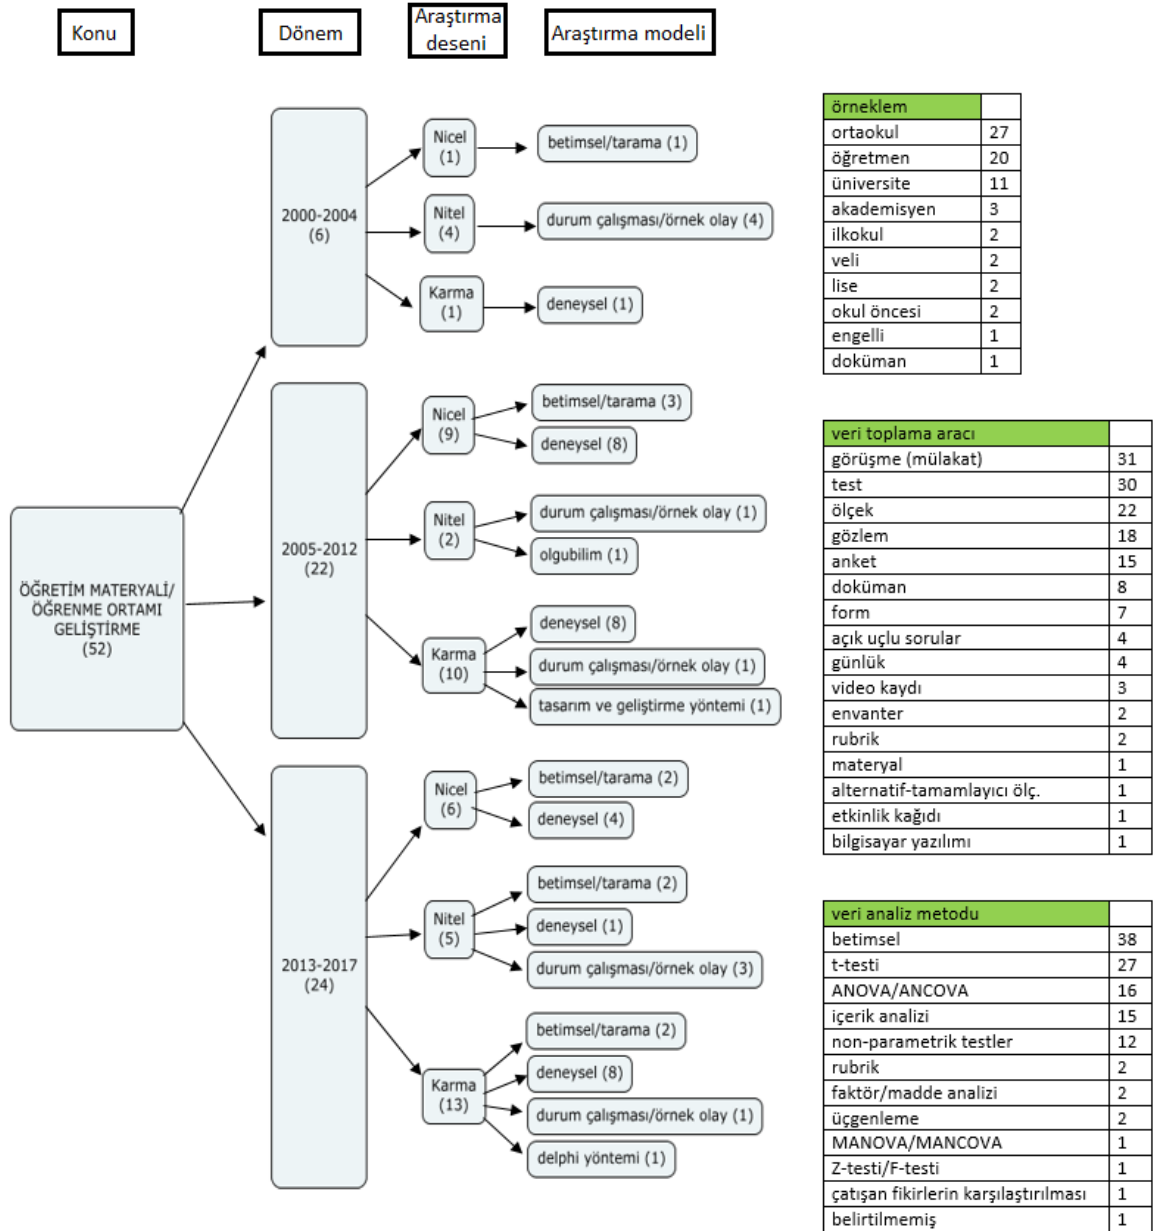 Konu
Dönem
Araştırma
deseni
Araştırma modeli
ÖĞRETİM MATERYALİ/
ÖĞRENME ORTAMI
GELİŞTİRME
(52)
2000-2004
(6)
Nicel
(1)
betimsel/tarama (1)
Nitel
(4)
durum çalışması/örnek olay (4)
Karma
(1)
deneysel (1)
2005-2012
(22)
Nicel
(9)
betimsel/tarama (3)
deneysel (8)
Nitel
(2)
durum çalışması/örnek olay (1)
olgubilim (1)
Karma
(10)
deneysel (8)
durum çalışması/örnek olay (1)
tasarım ve geliştirme yöntemi (1)
2013-2017
(24)
Nicel
(6)
betimsel/tarama (2)
deneysel (4)
Nitel
(5)
betimsel/tarama (2)
deneysel (1)
durum çalışması/örnek olay (3)
Karma
(13)
betimsel/tarama (2)
deneysel (8)
durum çalışması/örnek olay (1)
delphi yöntemi (1)
örneklem
ortaokul 27
öğretmen 20
üniversite 11
akademisyen 3
ilkokul 2
veli 2
lise 2
okul öncesi 2
engelli 1
doküman 1
veri toplama aracı
görüşme (mülakat) 31
test 30
ölçek 22
gözlem 18
anket 15
doküman 8
form 7
açık uçlu sorular 4
günlük 4
video kaydı 3
envanter 2
rubrik 2
materyal 1
alternatif-tamamlayıcı ölç. 1
etkinlik kağıdı 1
bilgisayar yazılımı 1
veri analiz metodu
betimsel 38
t-testi 27
ANOVA/ANCOVA 16
içerik analizi 15
non-parametrik testler 12
rubrik 2
faktör/madde analizi 2
üçgenleme 2
MANOVA/MANCOVA 1
Z-testi/F-testi 1
çatışan fikirlerin karşılaştırılması 1
belirtilmemiş 1